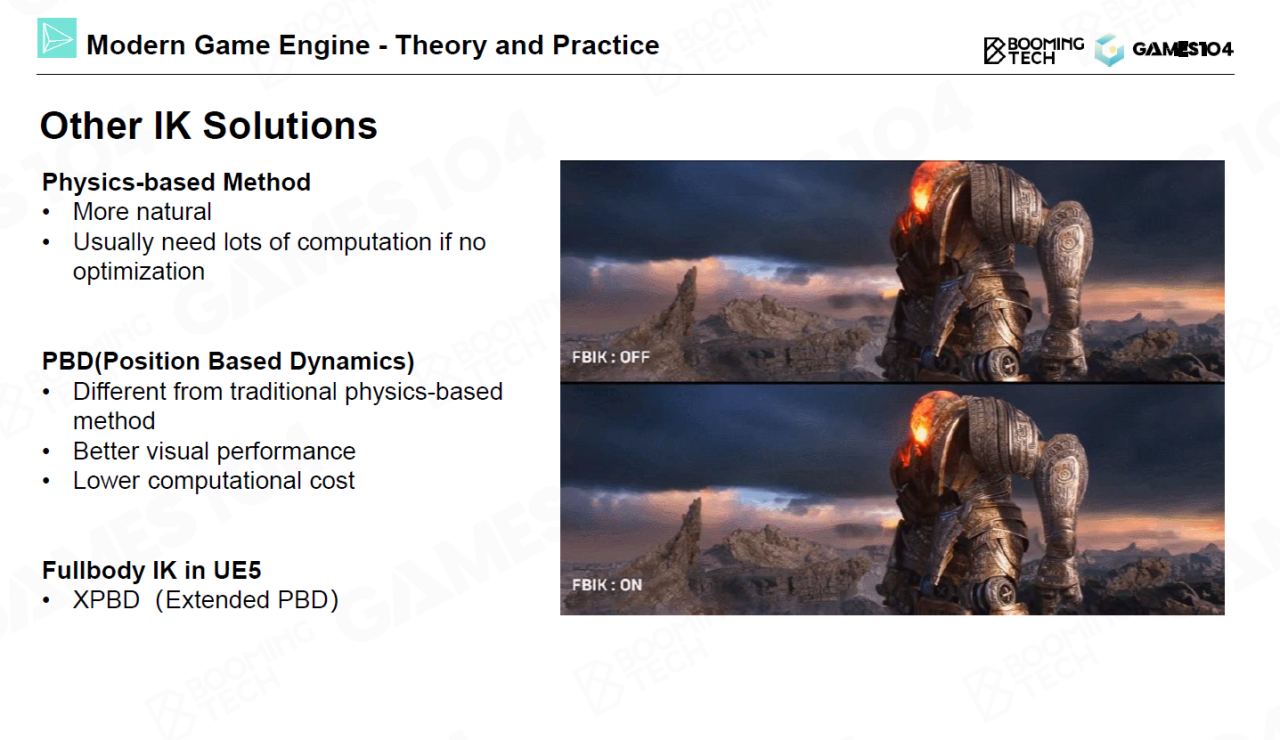 Modern Game Engine - Theory and Practice
BOOMING
TECH
GAMES104
Other IK Solutions
Physics-based Method
• More natural
• Usually need lots of computation if no
optimization
PBD(Position Based Dynamics)
• Different from traditional physics-based
method
• Better visual performance
• Lower computational cost
Fullbody IK in UE5
• XPBD（Extended PBD）
FBIK : OFF
FBIK : ON